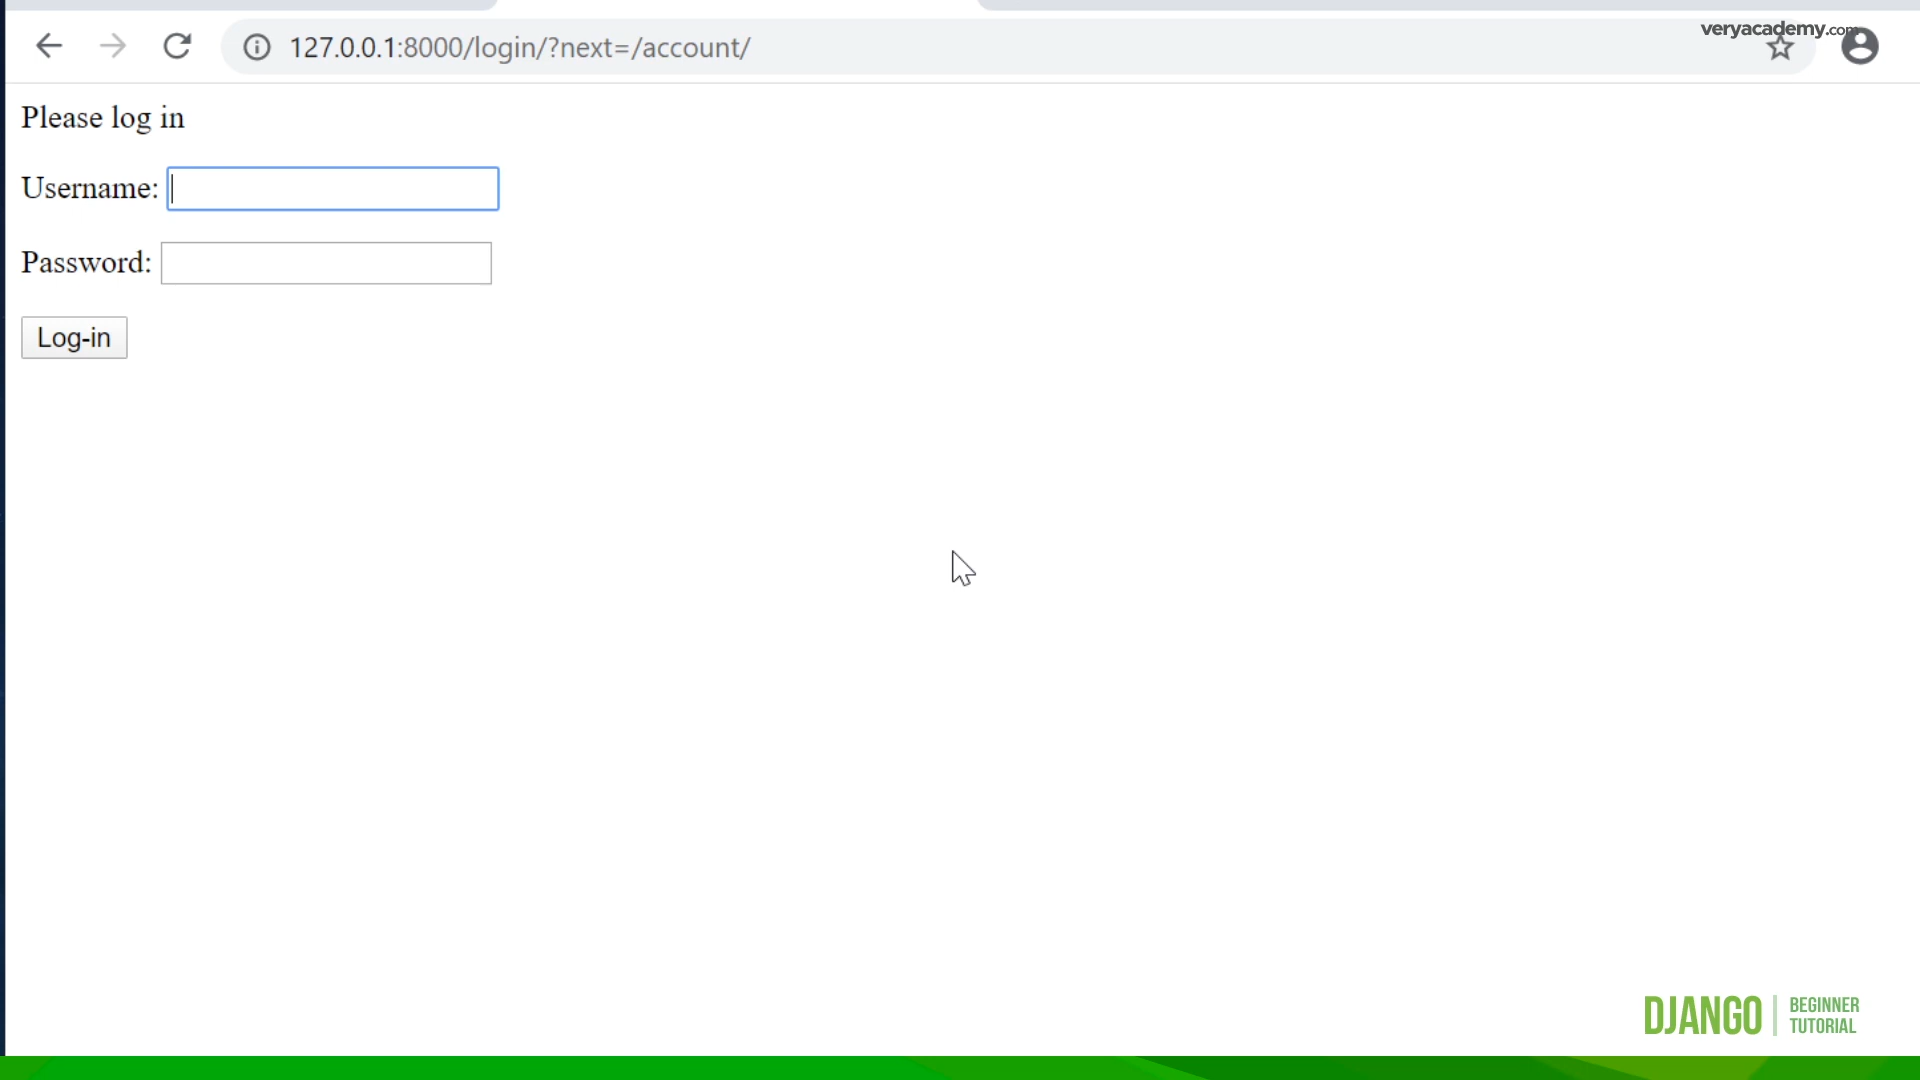 veryacademy.com
127.0.0.1:8000/login/?next=/account/
Please log in
Username:
Password:
Log-in
DJANGO
BEGINNER
TUTORIAL